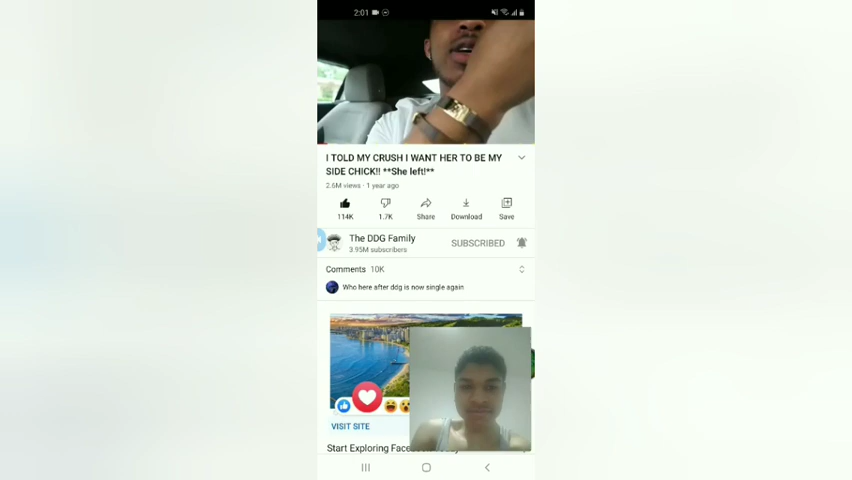 2:01
I TOLD MY CRUSH I WANT HER TO BE MY
SIDE CHICK!! **She left!**
2.6M views · 1 year ago
114K
1.7K
Share
Download
Save
The DDG Family
3.95M subscribers
SUBSCRIBED
Comments 10K
Who here after ddg is now single again
VISIT SITE
Start Exploring